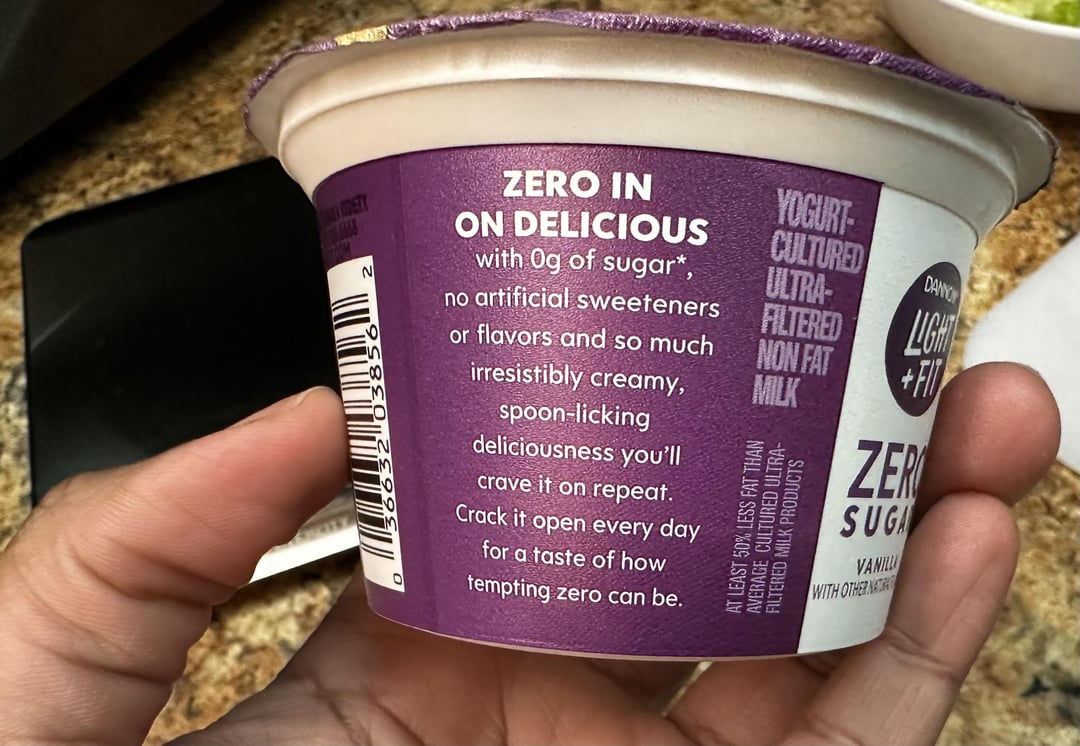 ZERO IN
ON DELICIOUS
with 0g of sugar*,
no artificial sweeteners
or flavors and so much
irresistibly creamy,
spoon-licking
deliciousness you'll
crave it on repeat.
Crack it open every day
for a taste of how
tempting zero can be.
0 36632 03856 2
YOGURT-
CULTURED
ULTRA-
FILTERED
NON FAT
MILK
AT LEAST 50% LESS FAT THAN
AVERAGE CULTURED ULTRA-
FILTERED MILK PRODUCTS
DANNON
LIGHT
+ FIT
ZERO
SUGA
VANILLA
WITH OTHER NATURA